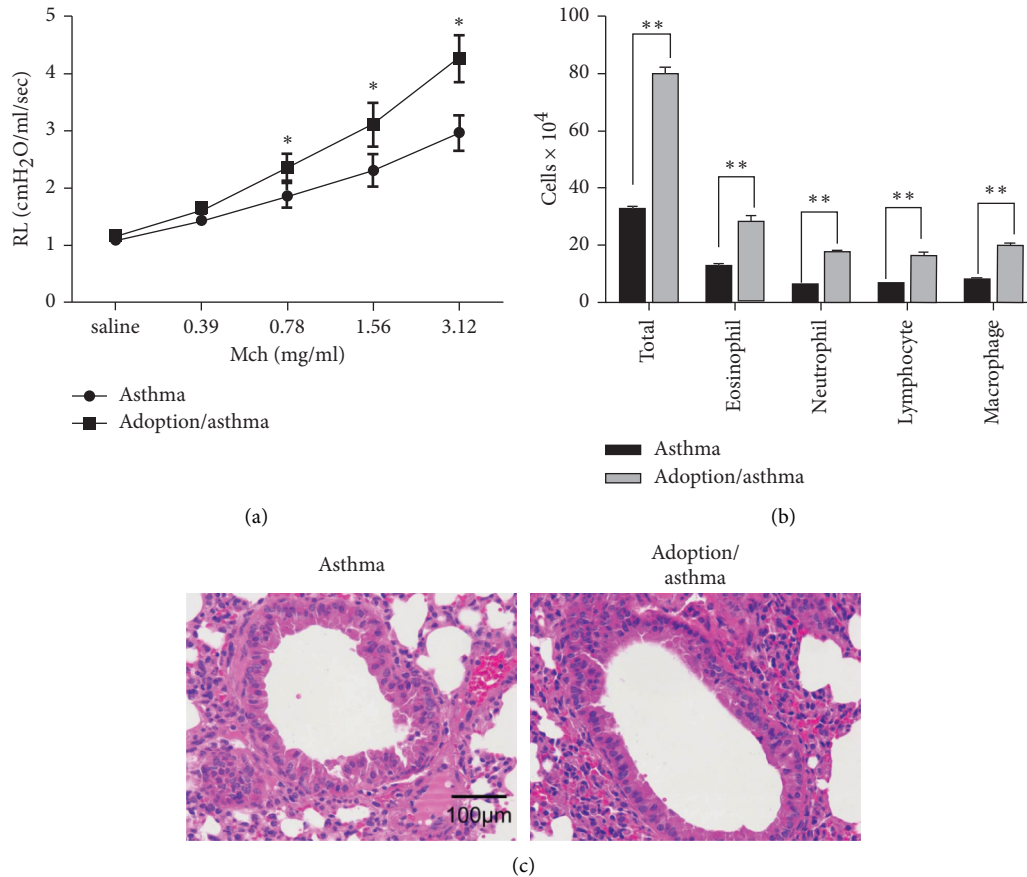 5
4
3
2
1
0
RL (cmH2O/ml/sec)
*
*
*
saline
0.39
0.78
1.56
3.12
Mch (mg/ml)
Asthma
Adoption/asthma
(a)
100
80
60
40
20
0
Cells × 10⁴
**
**
**
**
**
Total
Eosinophil
Neutrophil
Lymphocyte
Macrophage
Asthma
Adoption/asthma
(b)
Asthma
Adoption/
asthma
100μm
(c)